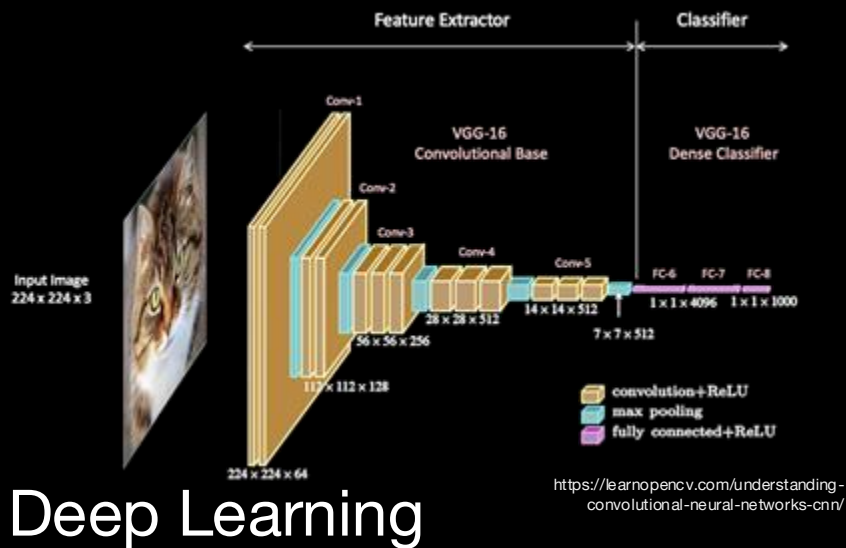 Feature Extractor
Classifier
Conv-1
VGG-16
Convolutional Base
VGG-16
Dense Classifier
Conv-2
Conv-3
Conv-4
Conv-5
FC-6
FC-7
FC-8
Input Image
224 x 224 x 3
1 × 1 × 4096
1 × 1 × 1000
28 × 28 × 512
14 × 14 × 512
7 × 7 × 512
56 × 56 × 256
112 × 112 × 128
224 × 224 × 64
convolution+ReLU
max pooling
fully connected+ReLU
Deep Learning
https://learnopencv.com/understanding-
convolutional-neural-networks-cnn/